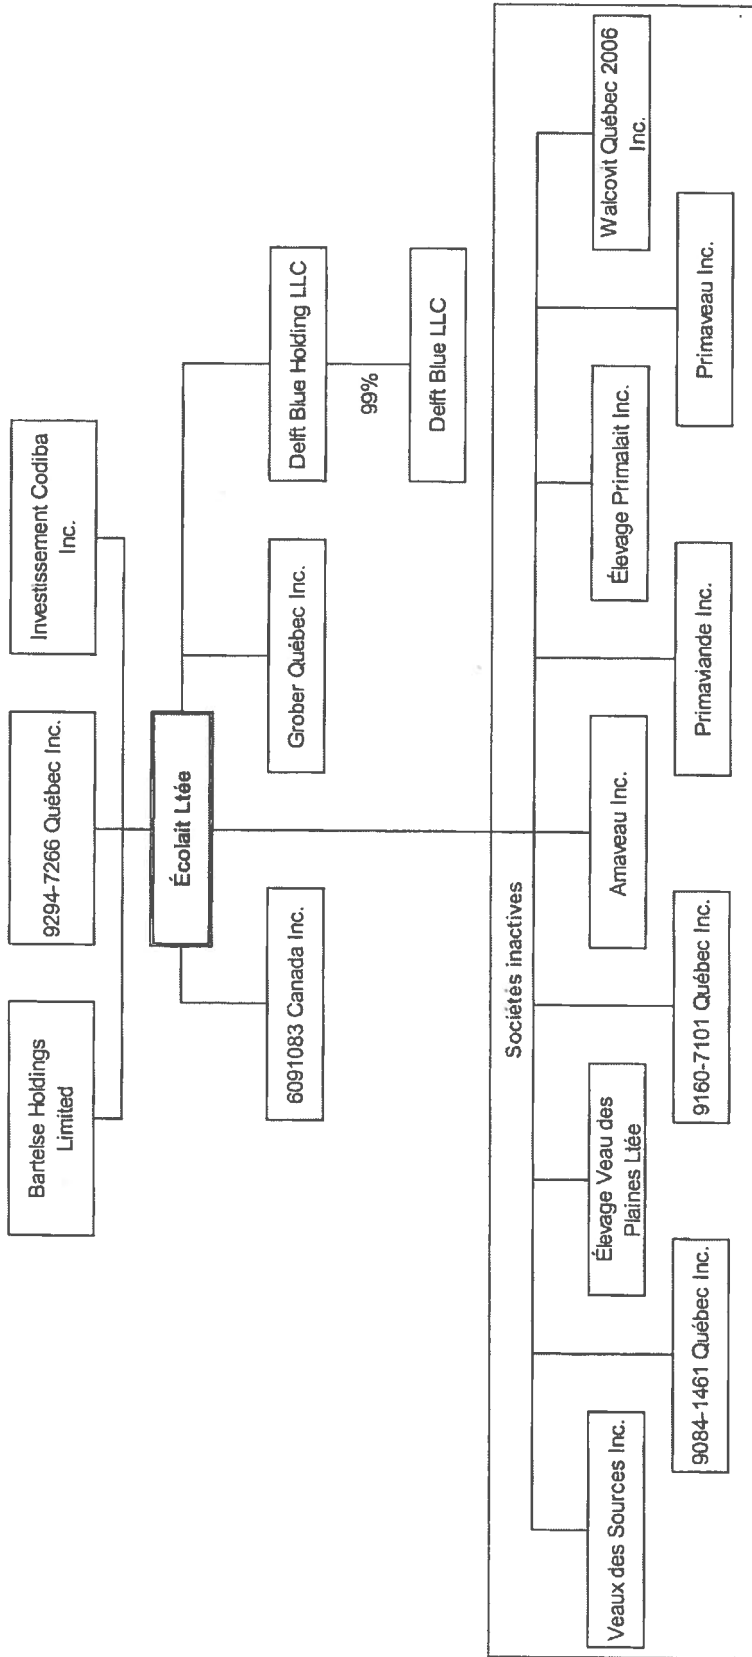 Bartelse Holdings
Limited
9294-7266 Québec Inc.
Investissement Codiba
Inc.
Écolait Ltée
6091083 Canada Inc.
Grober Québec Inc.
Delft Blue Holding LLC
99%
Delft Blue LLC
Sociétés inactives
Veaux des Sources Inc.
Élevage Veau des
Plaines Ltée
Amaveau Inc.
Élevage Primalait Inc.
Walcovit Québec 2006
Inc.
9084-1461 Québec Inc.
9160-7101 Québec Inc.
Primaviande Inc.
Primaveau Inc.